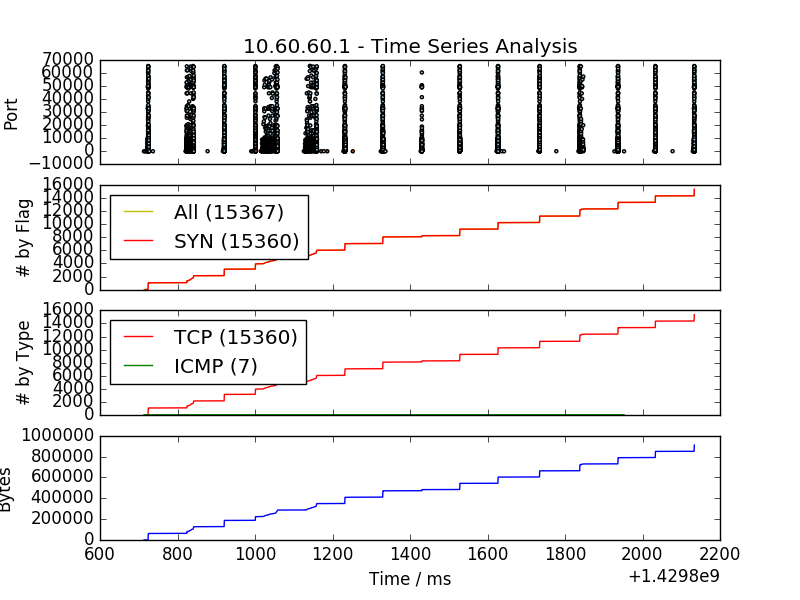 10.60.60.1 - Time Series Analysis
70000
60000
50000
40000
30000
20000
10000
0
−10000
Port
16000
14000
12000
10000
8000
6000
4000
2000
0
# by Flag
All (15367)
SYN (15360)
16000
14000
12000
10000
8000
6000
4000
2000
0
# by Type
TCP (15360)
ICMP (7)
1000000
800000
600000
400000
200000
0
Bytes
600 800 1000 1200 1400 1600 1800 2000 2200
Time / ms
+1.4298e9